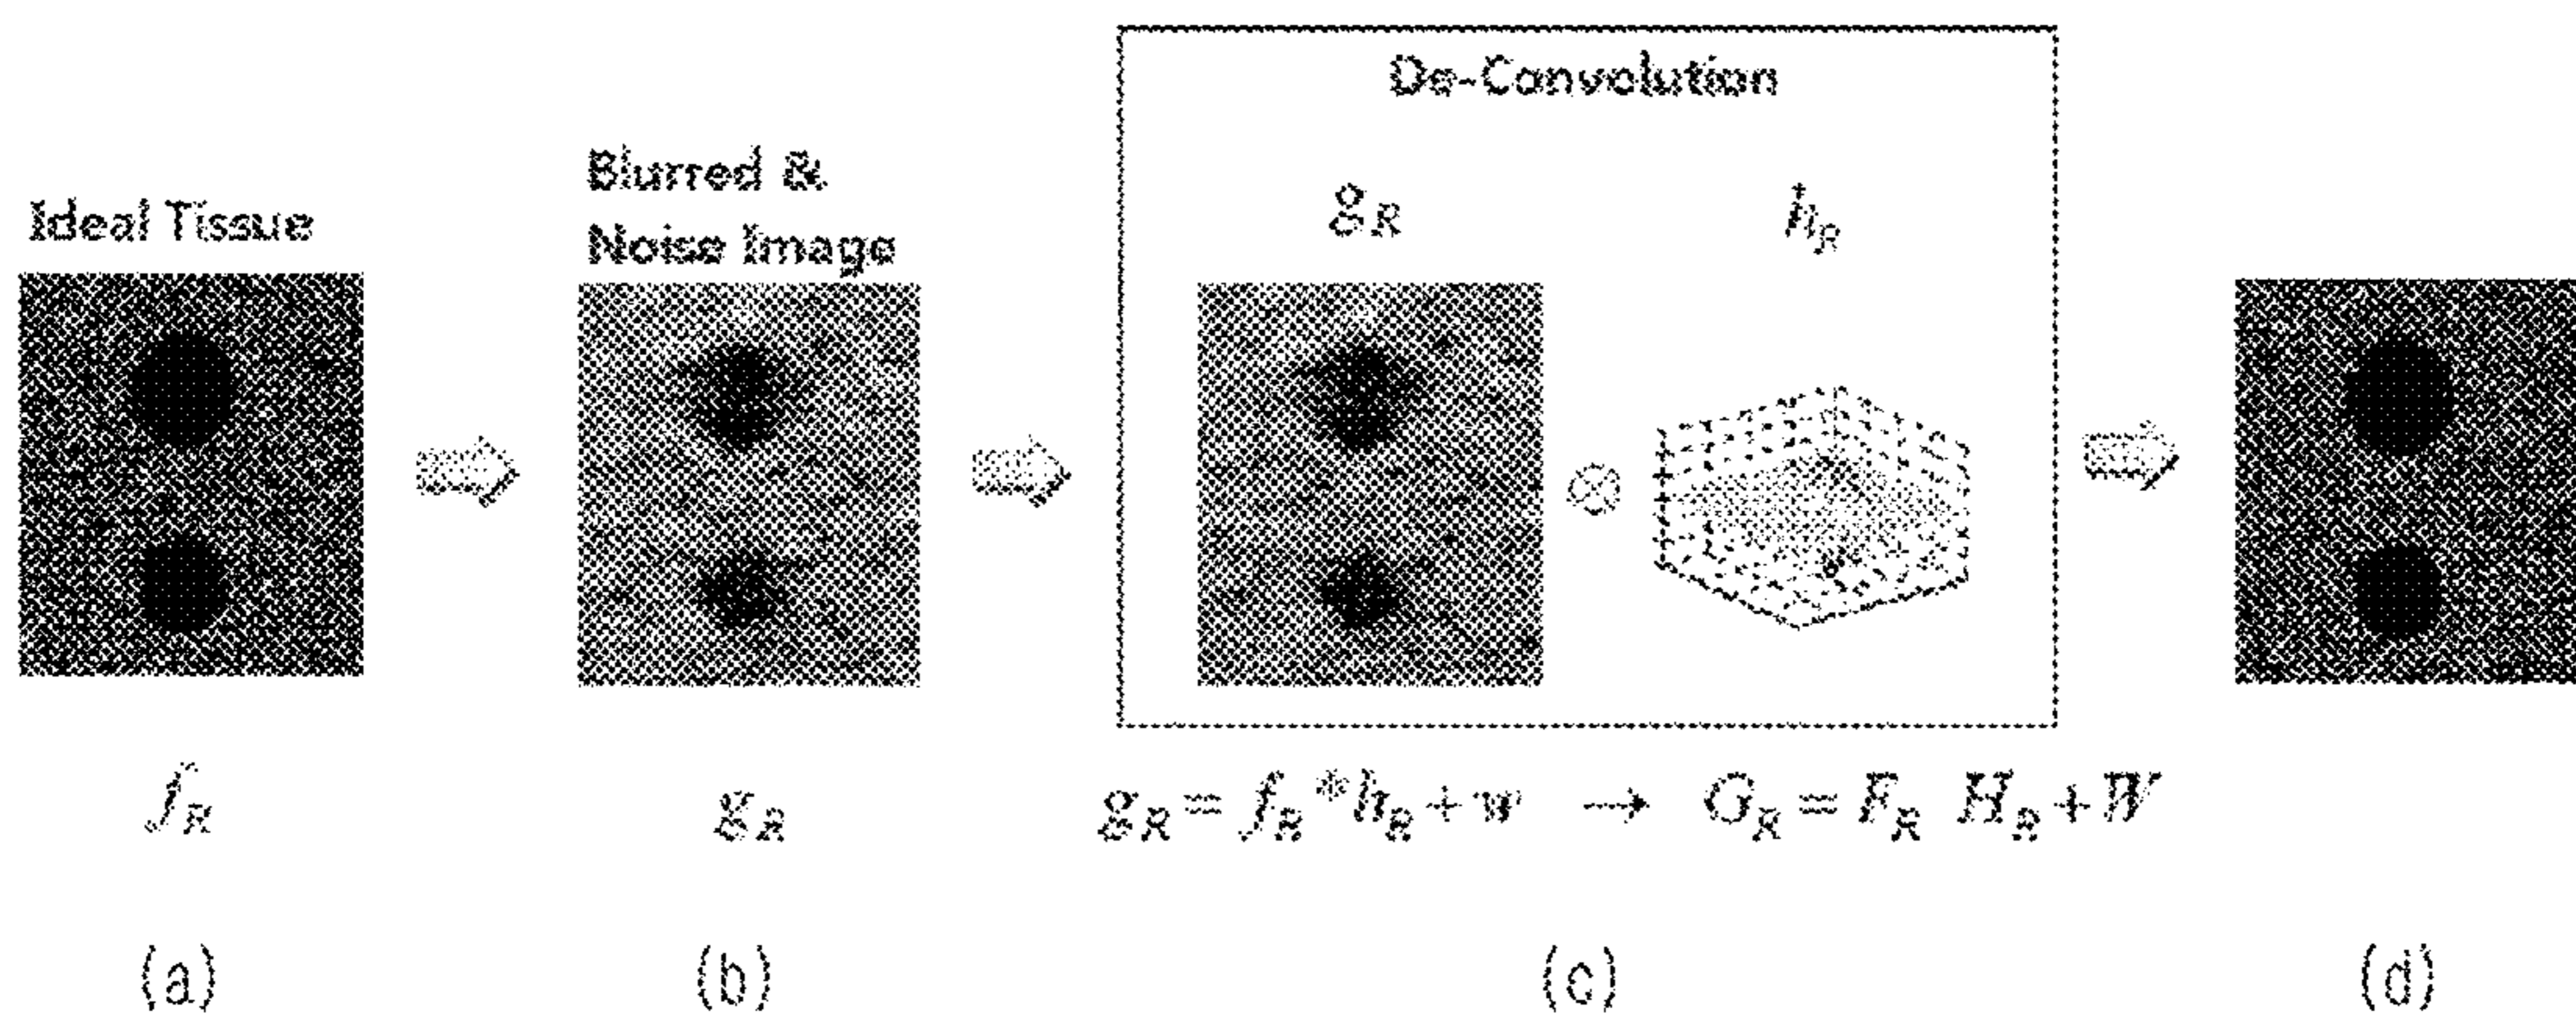 De-Convolution
Blurred &
Noise Image
Ideal Tissue
g_R
h_R
f_R
g_R
g_R = f_R * h_R + w → G_R = F_R H_R + W
(a)
(b)
(c)
(d)